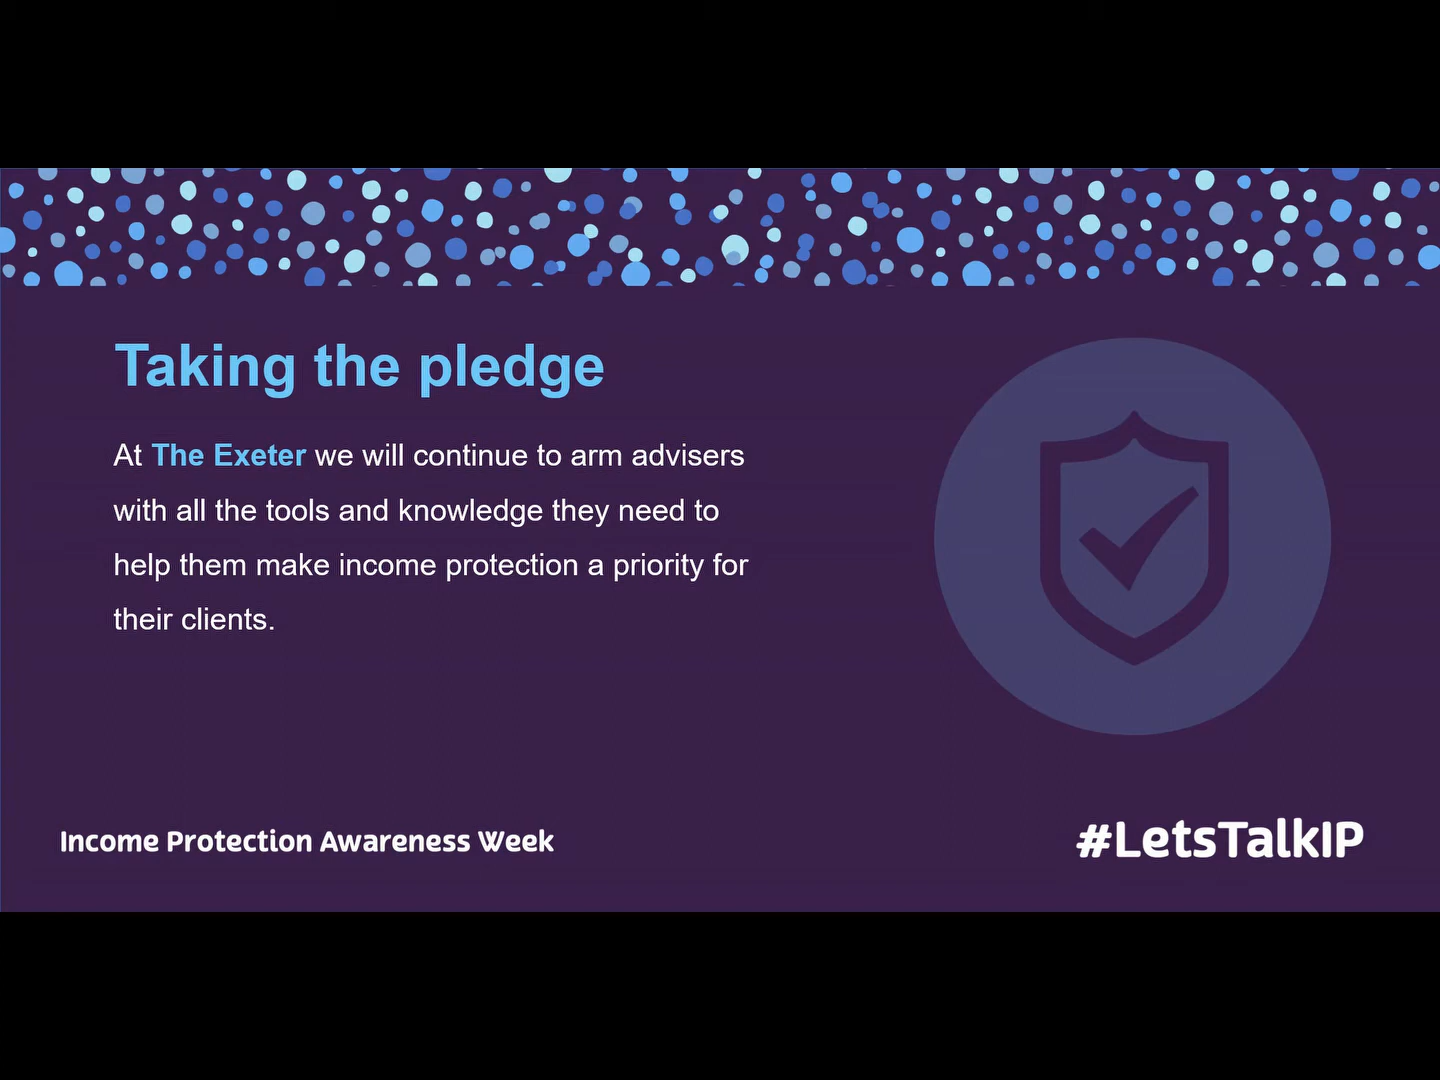 Taking the pledge
At The Exeter we will continue to arm advisers
with all the tools and knowledge they need to
help them make income protection a priority for
their clients.
Income Protection Awareness Week
#LetsTalkIP